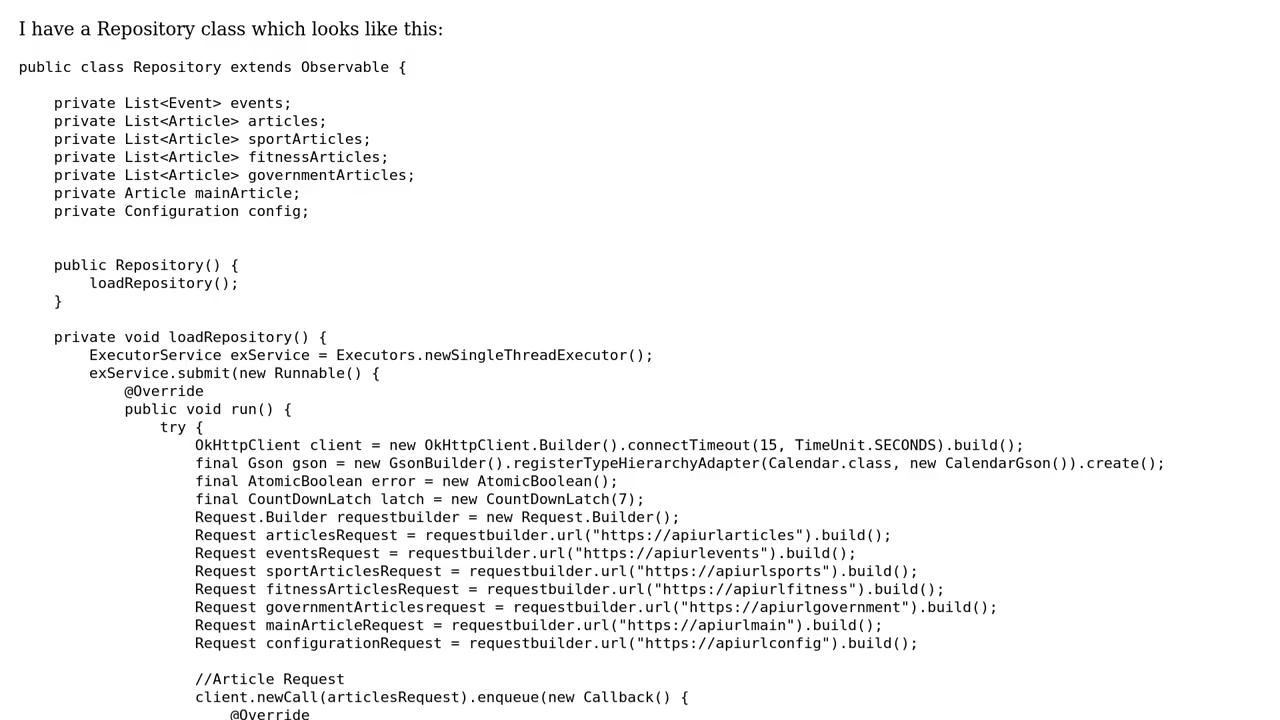 I have a Repository class which looks like this:
public class Repository extends Observable {
    private List<Event> events;
    private List<Article> articles;
    private List<Article> sportArticles;
    private List<Article> fitnessArticles;
    private List<Article> governmentArticles;
    private Article mainArticle;
    private Configuration config;
    public Repository() {
        loadRepository();
    }
    private void loadRepository() {
        ExecutorService exService = Executors.newSingleThreadExecutor();
        exService.submit(new Runnable() {
            @Override
            public void run() {
                try {
                    OkHttpClient client = new OkHttpClient.Builder().connectTimeout(15, TimeUnit.SECONDS).build();
                    final Gson gson = new GsonBuilder().registerTypeHierarchyAdapter(Calendar.class, new CalendarGson()).create();
                    final AtomicBoolean error = new AtomicBoolean();
                    final CountDownLatch latch = new CountDownLatch(7);
                    Request.Builder requestbuilder = new Request.Builder();
                    Request articlesRequest = requestbuilder.url("https://apiurlarticles").build();
                    Request eventsRequest = requestbuilder.url("https://apiurlevents").build();
                    Request sportArticlesRequest = requestbuilder.url("https://apiurlsports").build();
                    Request fitnessArticlesRequest = requestbuilder.url("https://apiurlfitness").build();
                    Request governmentArticlesrequest = requestbuilder.url("https://apiurlgovernment").build();
                    Request mainArticleRequest = requestbuilder.url("https://apiurlmain").build();
                    Request configurationRequest = requestbuilder.url("https://apiurlconfig").build();
                    //Article Request
                    client.newCall(articlesRequest).enqueue(new Callback() {
                        @Override